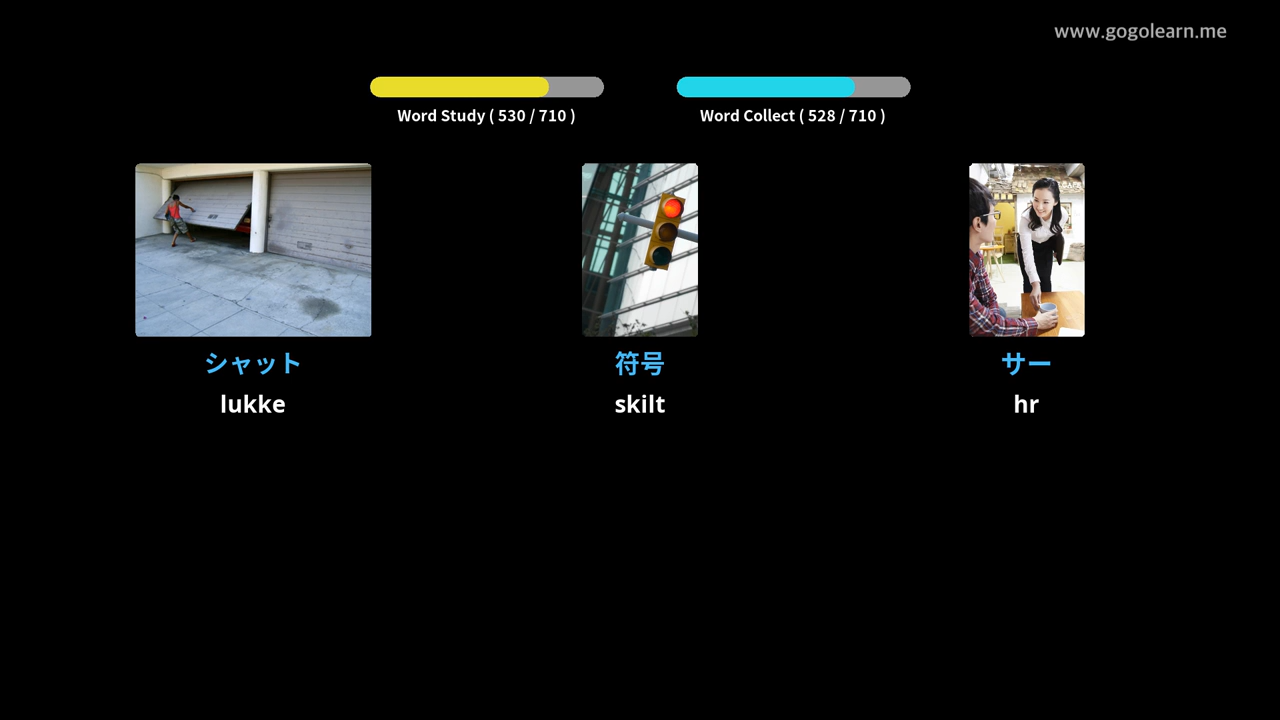 www.gogolearn.me
Word Study ( 530 / 710 )
Word Collect ( 528 / 710 )
シャット
符号
サー
lukke
skilt
hr